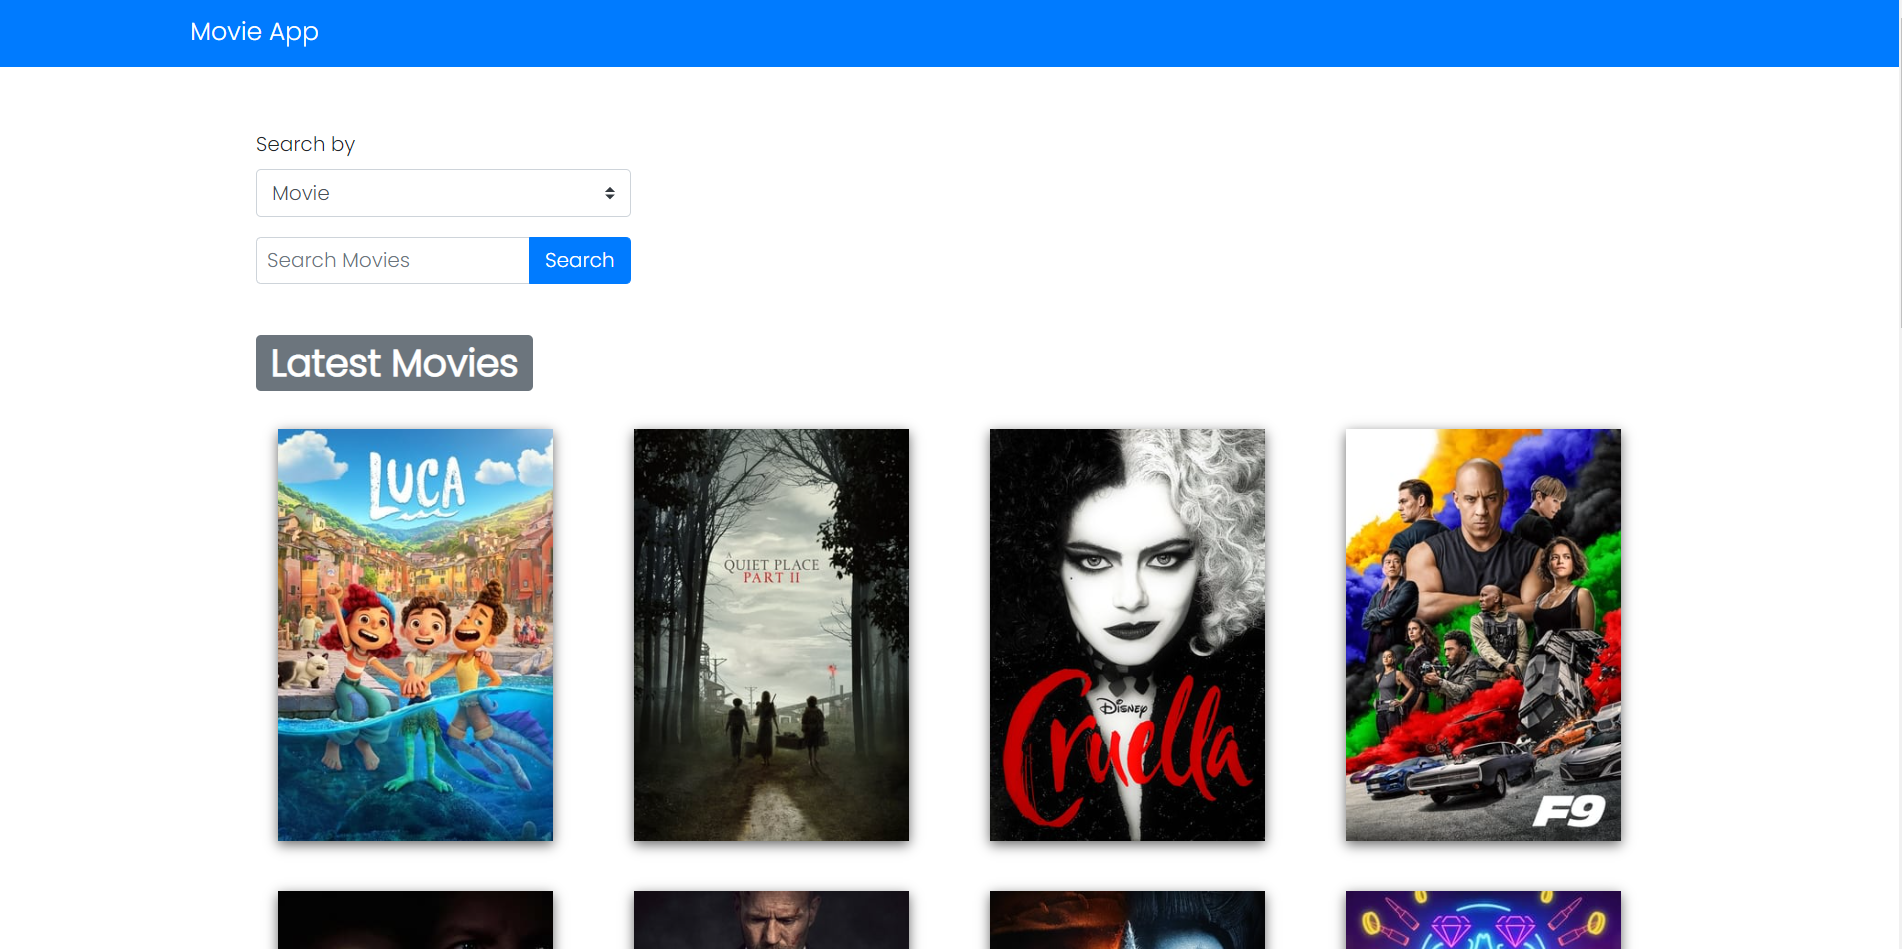 Movie App
Search by
Movie
Search Movies
Search
Latest Movies
LUCA
A
QUIET PLACE
PART II
Disney
Cruella
F9